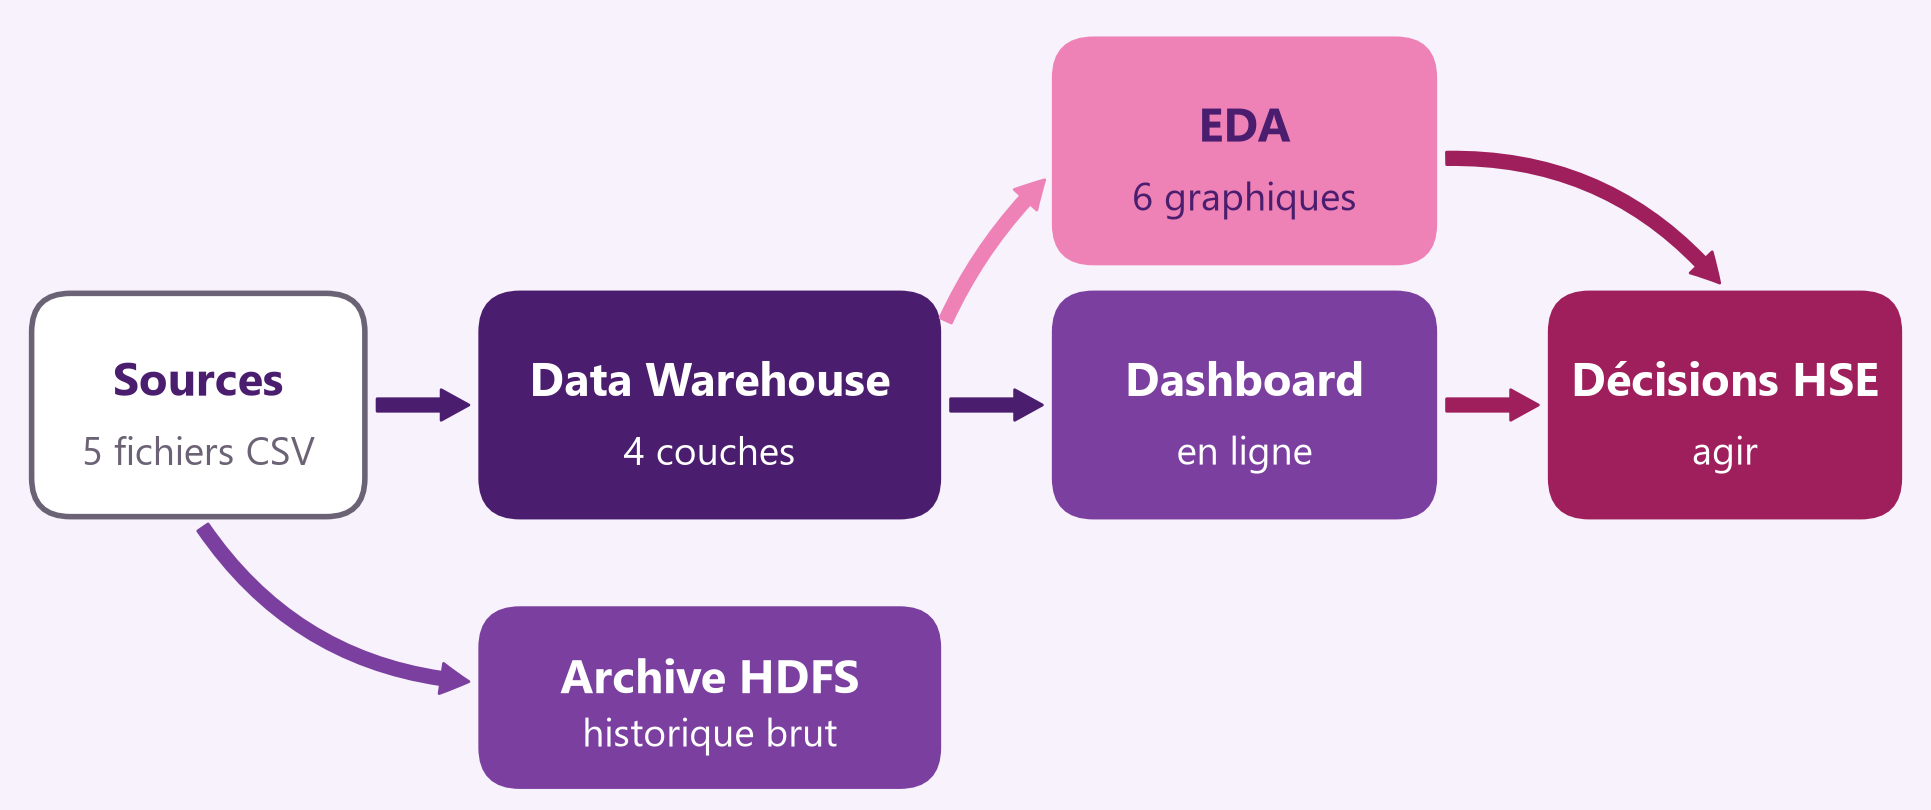 EDA
6 graphiques
Sources
5 fichiers CSV
Data Warehouse
4 couches
Dashboard
en ligne
Décisions HSE
agir
Archive HDFS
historique brut